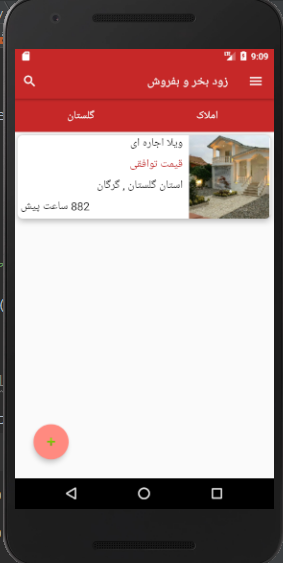 9:09
زود بخر و بفروش
املاک
گلستان
ویلا اجاره ای
قیمت توافقی
استان گلستان , گرگان
882 ساعت پیش